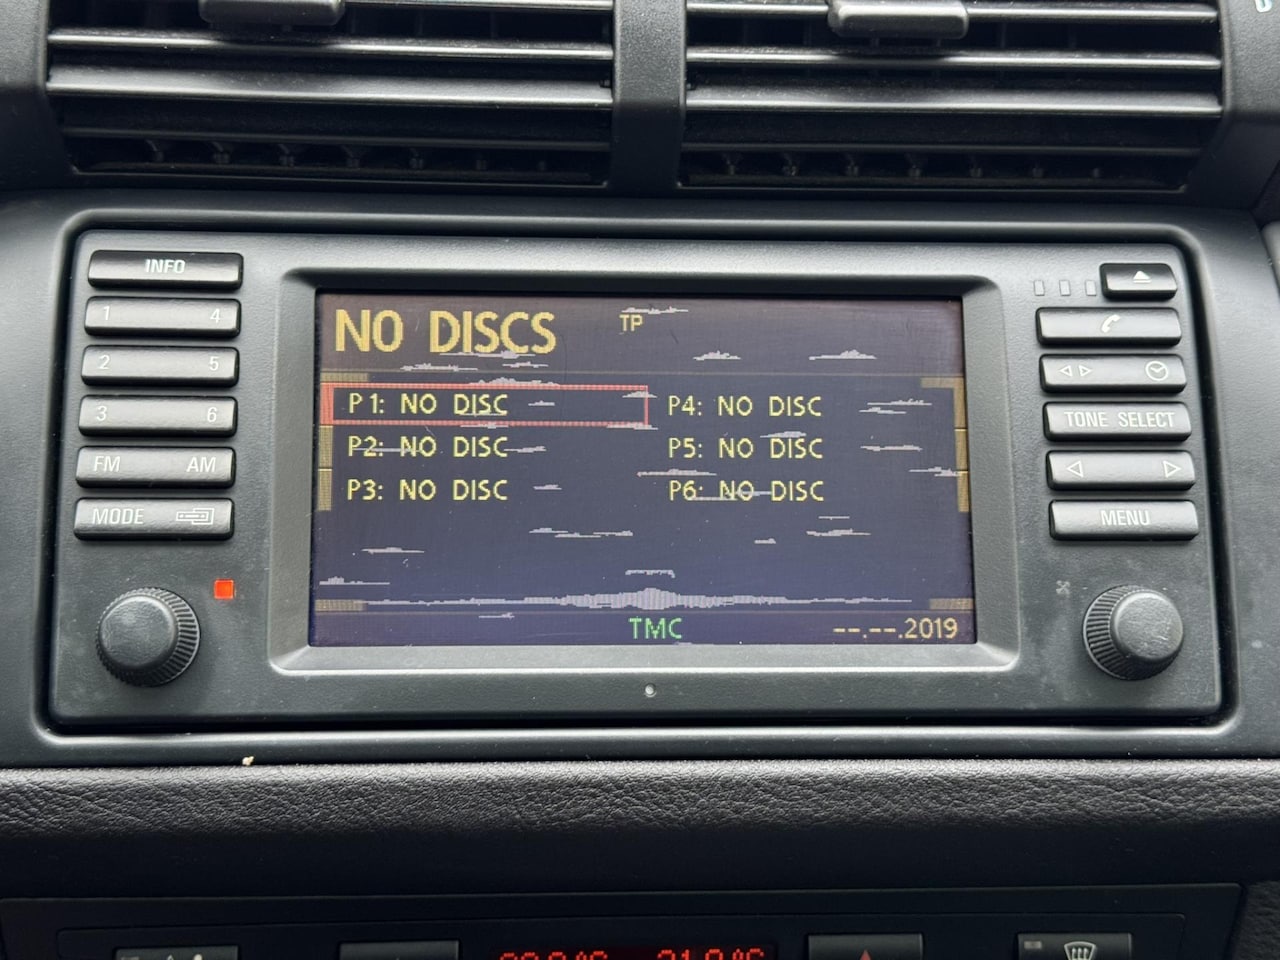 INFO
1 4
2 5
3 6
FM AM
MODE
NO DISCS
TP
P1: NO DISC
P2: NO DISC
P3: NO DISC
P4: NO DISC
P5: NO DISC
P6: NO DISC
TMC
--.--.2019
TONE SELECT
MENU